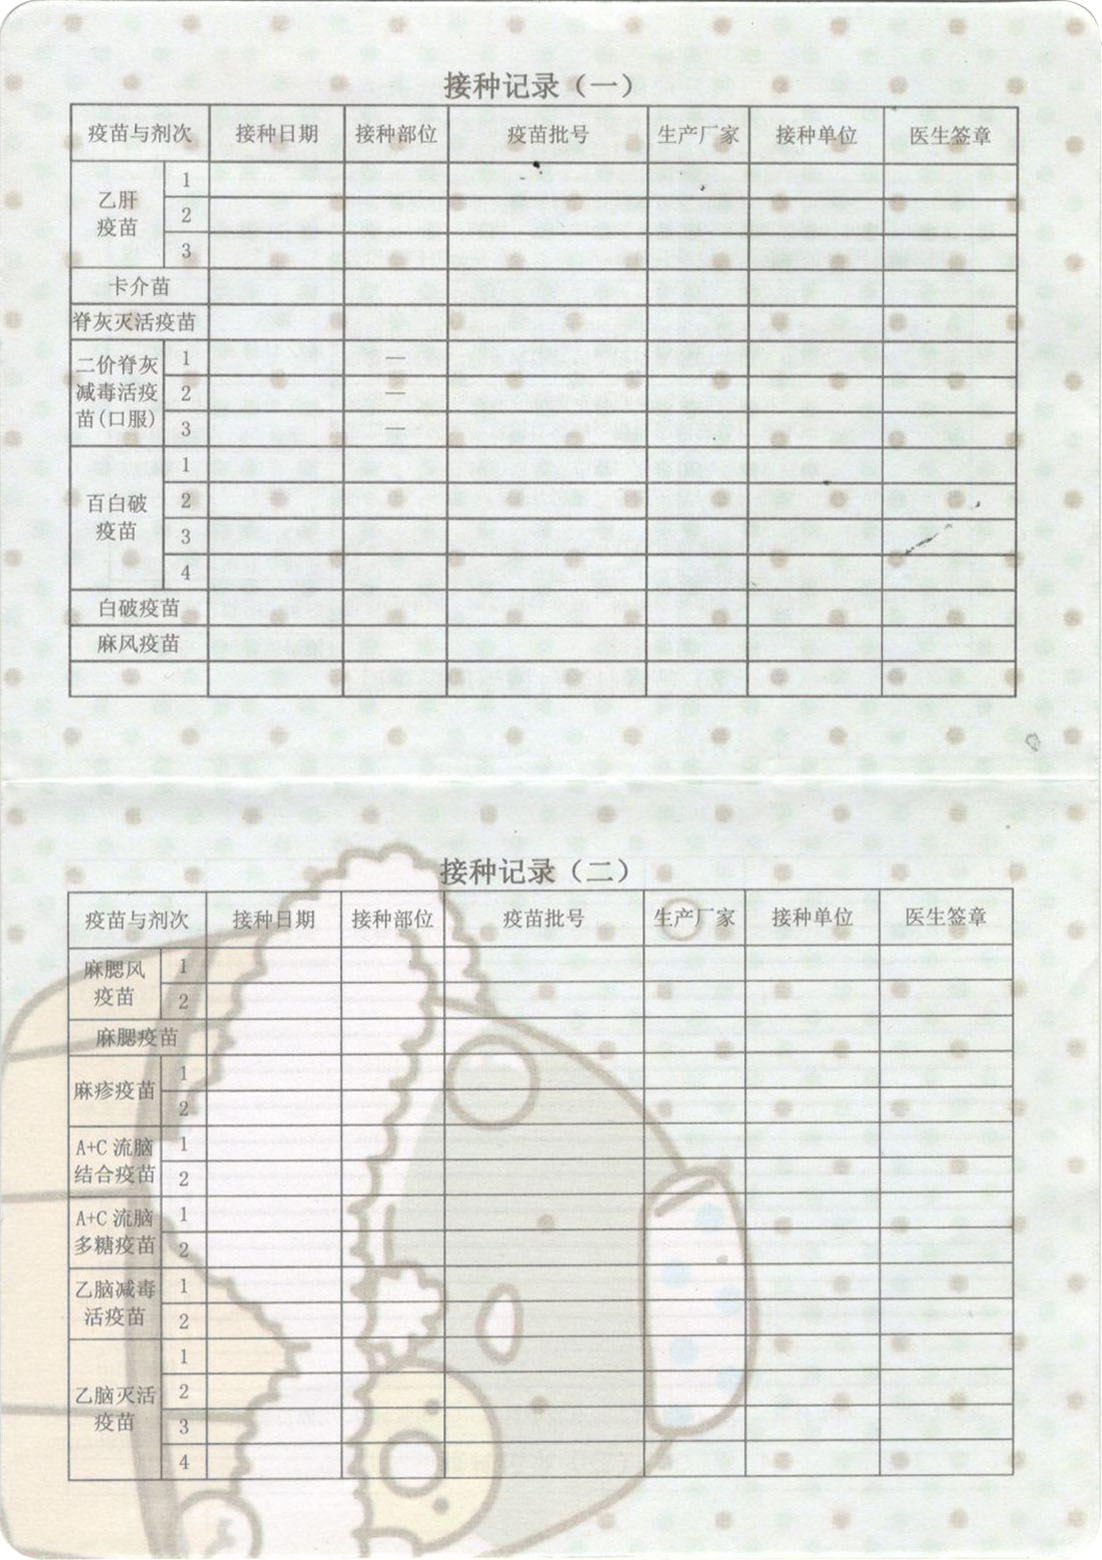 接种记录（一）
疫苗与剂次 接种日期 接种部位 疫苗批号 生产厂家 接种单位 医生签章
乙肝
疫苗
1
2
3
卡介苗
脊灰灭活疫苗
二价脊灰
减毒活疫
苗(口服)
1 —
2 —
3 —
百白破
疫苗
1
2
3
4
白破疫苗
麻风疫苗
接种记录（二）
疫苗与剂次 接种日期 接种部位 疫苗批号 生产厂家 接种单位 医生签章
麻腮风
疫苗
1
2
麻腮疫苗
麻疹疫苗
1
2
A+C 流脑
结合疫苗
1
2
A+C 流脑
多糖疫苗
1
2
乙脑减毒
活疫苗
1
2
乙脑灭活
疫苗
1
2
3
4